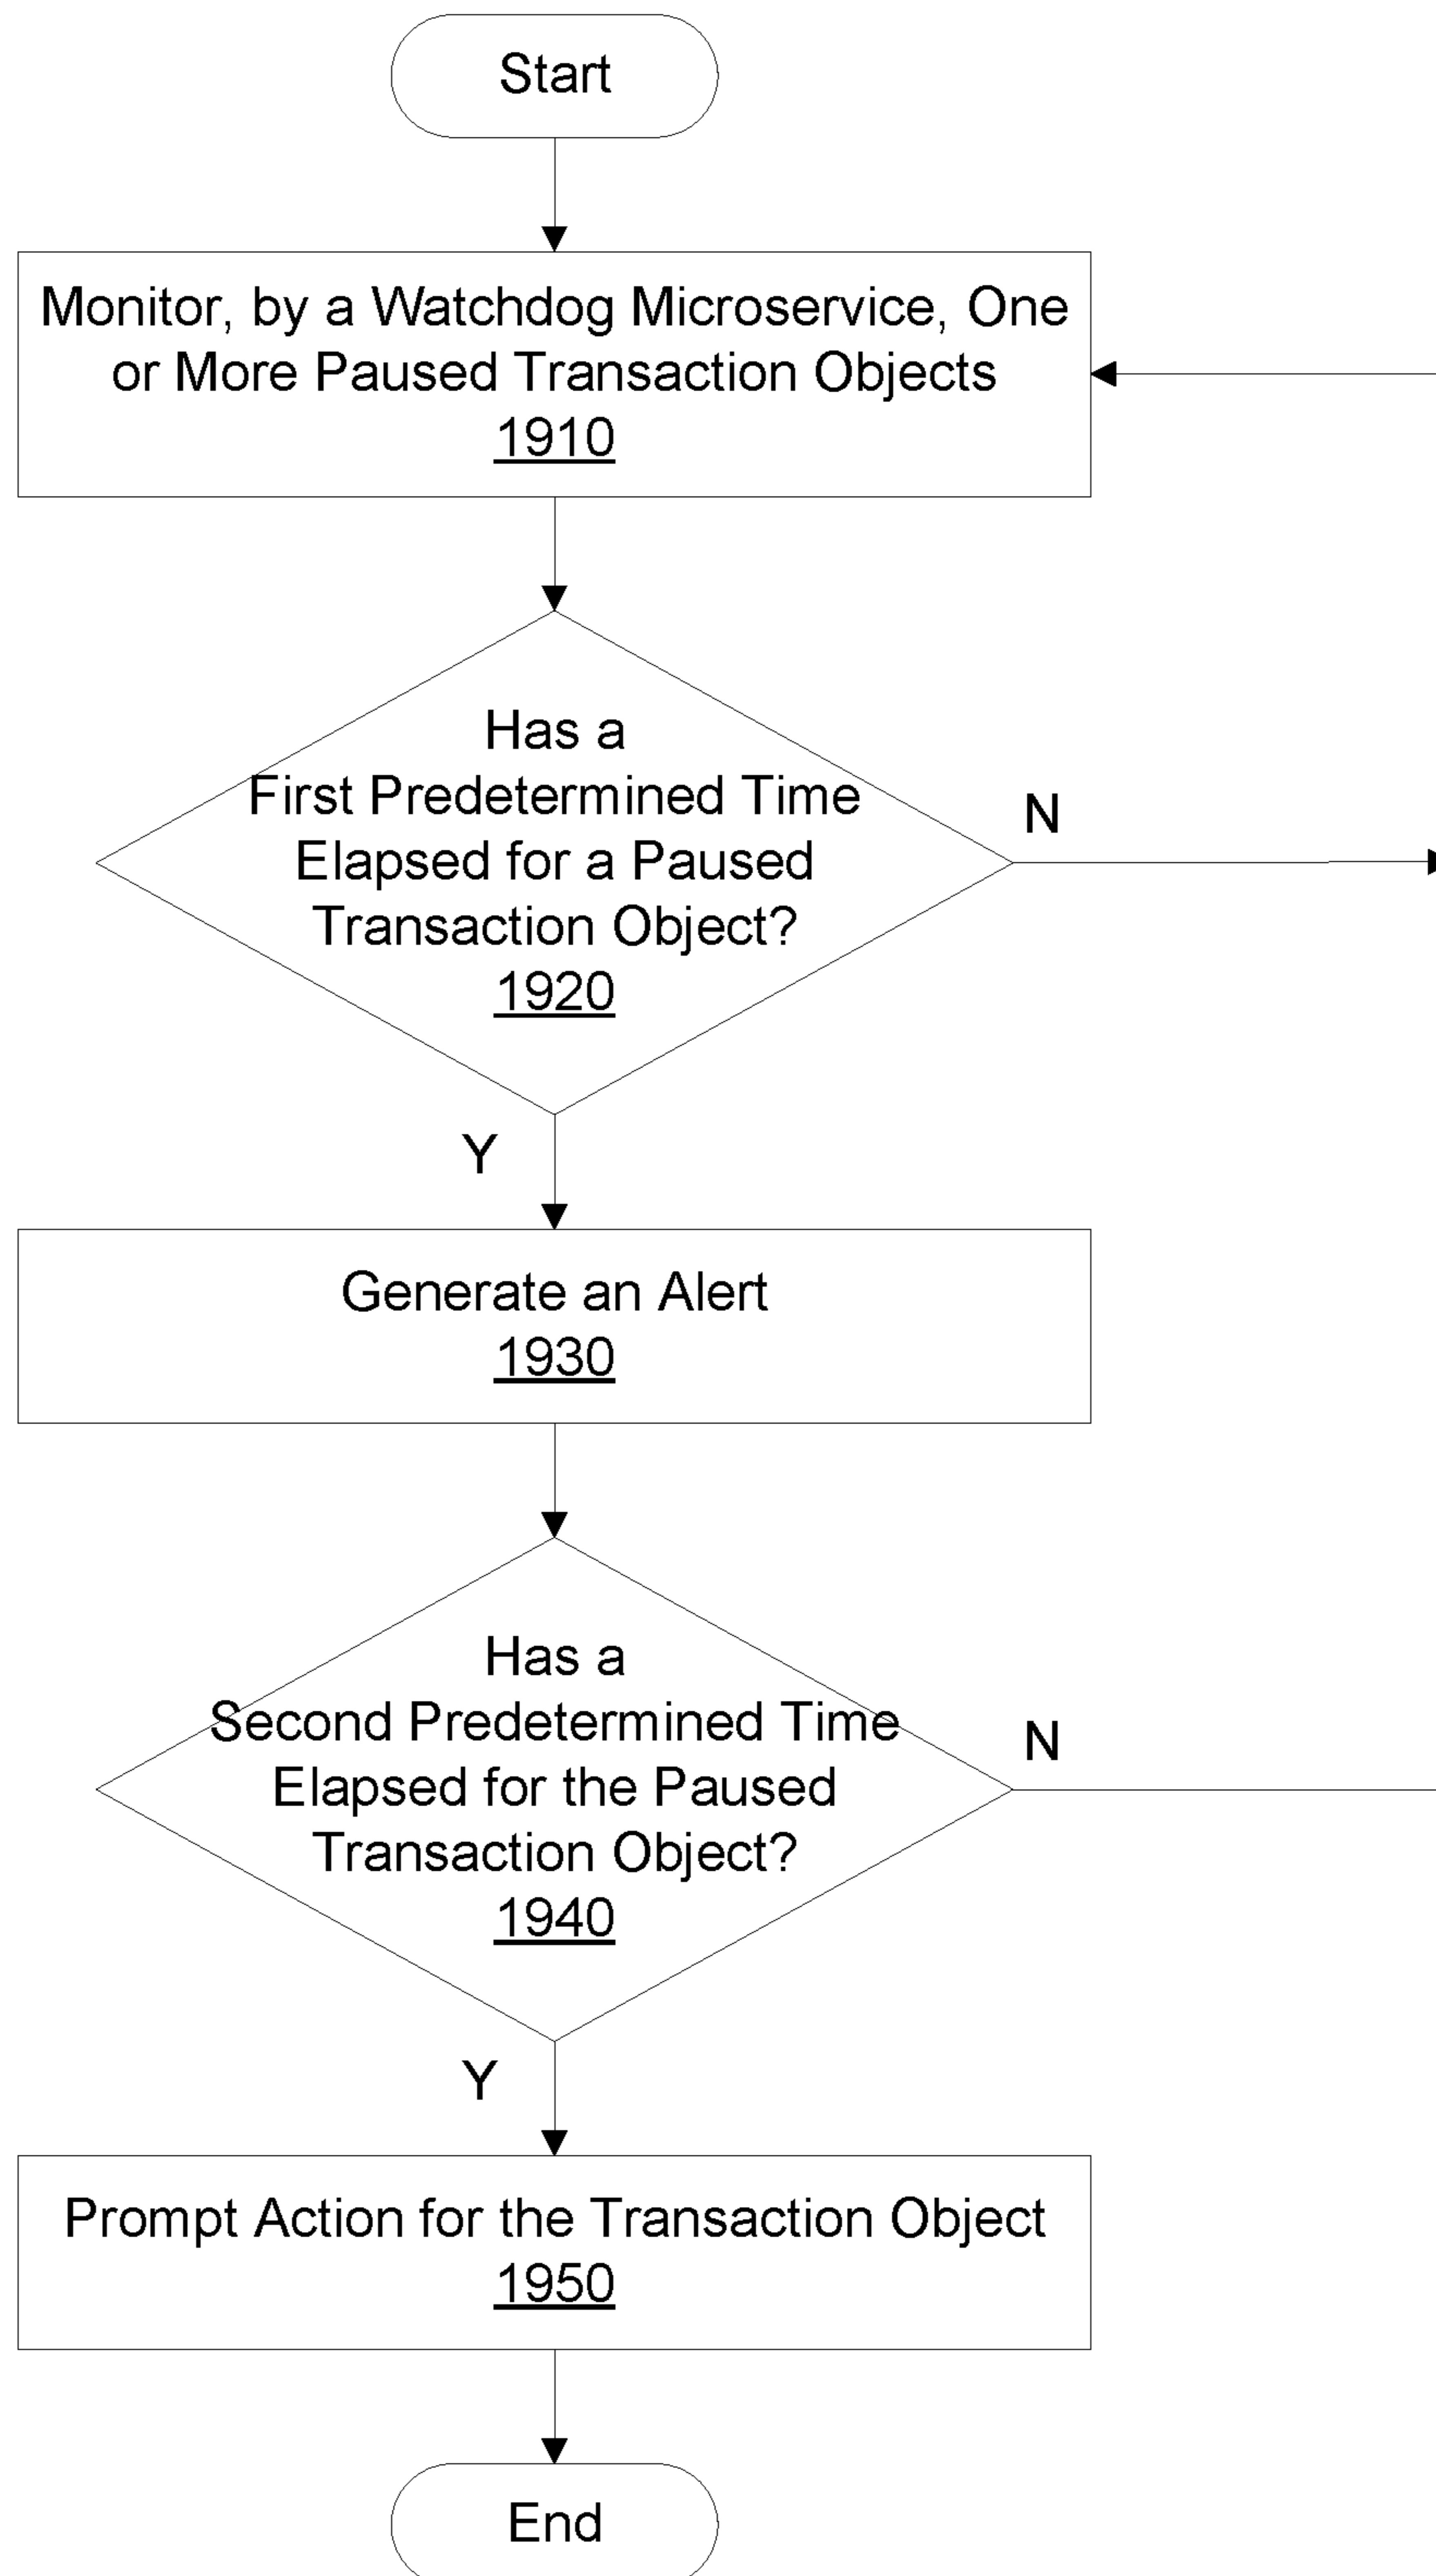 Start
Monitor, by a Watchdog Microservice, One
or More Paused Transaction Objects
1910
Has a
First Predetermined Time
Elapsed for a Paused
Transaction Object?
1920
N
Y
Generate an Alert
1930
Has a
Second Predetermined Time
Elapsed for the Paused
Transaction Object?
1940
N
Y
Prompt Action for the Transaction Object
1950
End